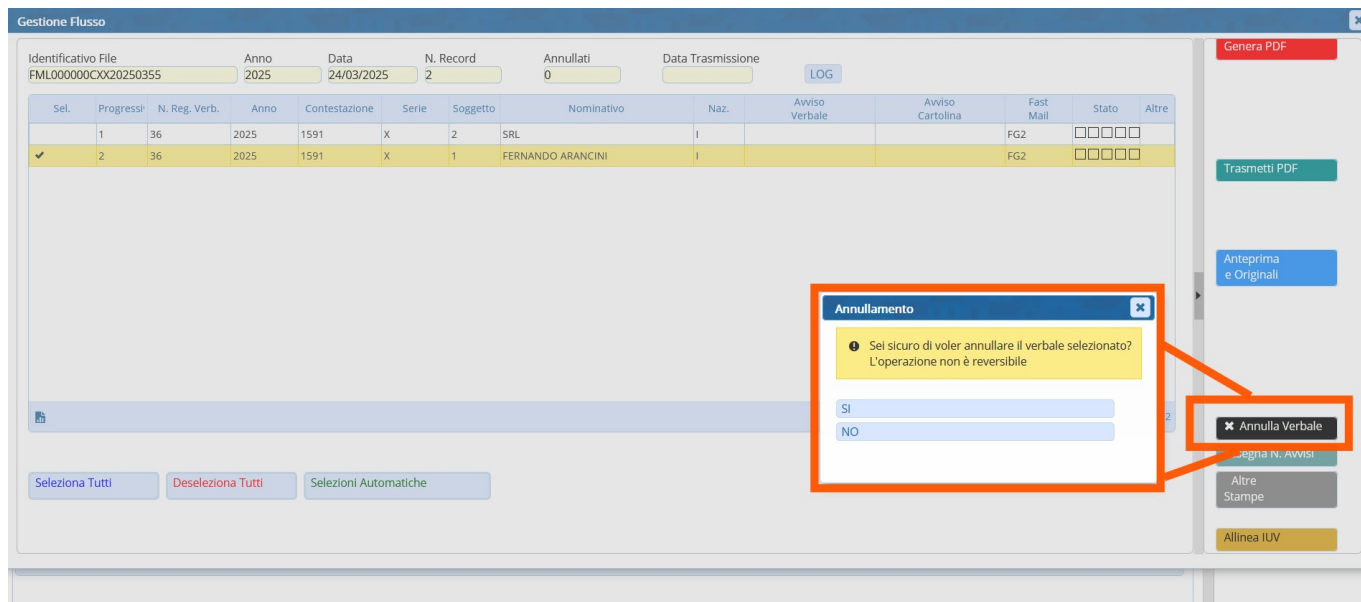 Gestione Flusso
Identificativo File Anno Data N. Record Annullati Data Trasmissione
FML000000CXX20250355 2025 24/03/2025 2 0 LOG
Sel. Progressi N. Reg. Verb. Anno Contestazione Serie Soggetto Nominativo Naz. Avviso Verbale Avviso Cartolina Fast Mail Stato Altre
1 36 2025 1591 X 2 SRL I FG2
2 36 2025 1591 X 1 FERNANDO ARANCINI I FG2
Genera PDF
Trasmetti PDF
Anteprima
e Originali
Annullamento
Sei sicuro di voler annullare il verbale selezionato?
L'operazione non è reversibile
SI
NO
2
Annulla Verbale
segna N. Avvisi
Seleziona Tutti Deseleziona Tutti Selezioni Automatiche
Altre
Stampe
Allinea IUV